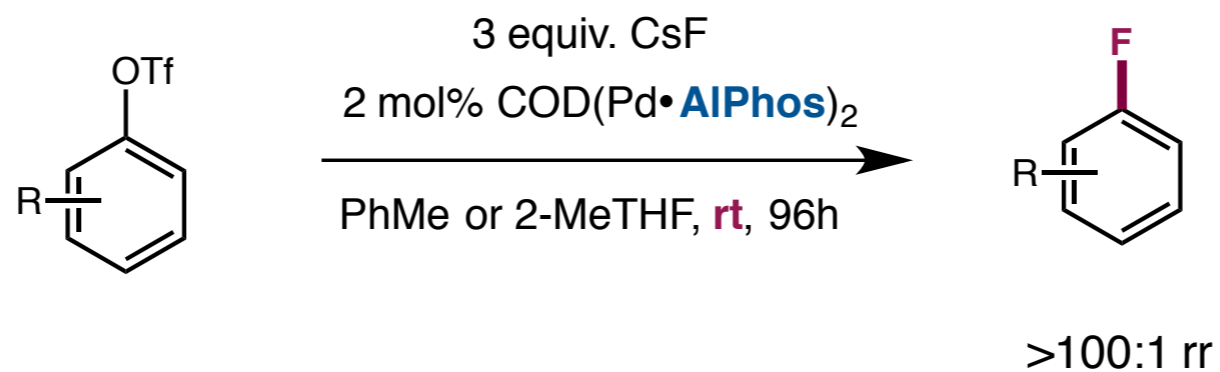 3 equiv. CsF
OTf
F
2 mol% COD(Pd•AlPhos)₂
R
R
PhMe or 2-MeTHF, rt, 96h
>100:1 rr